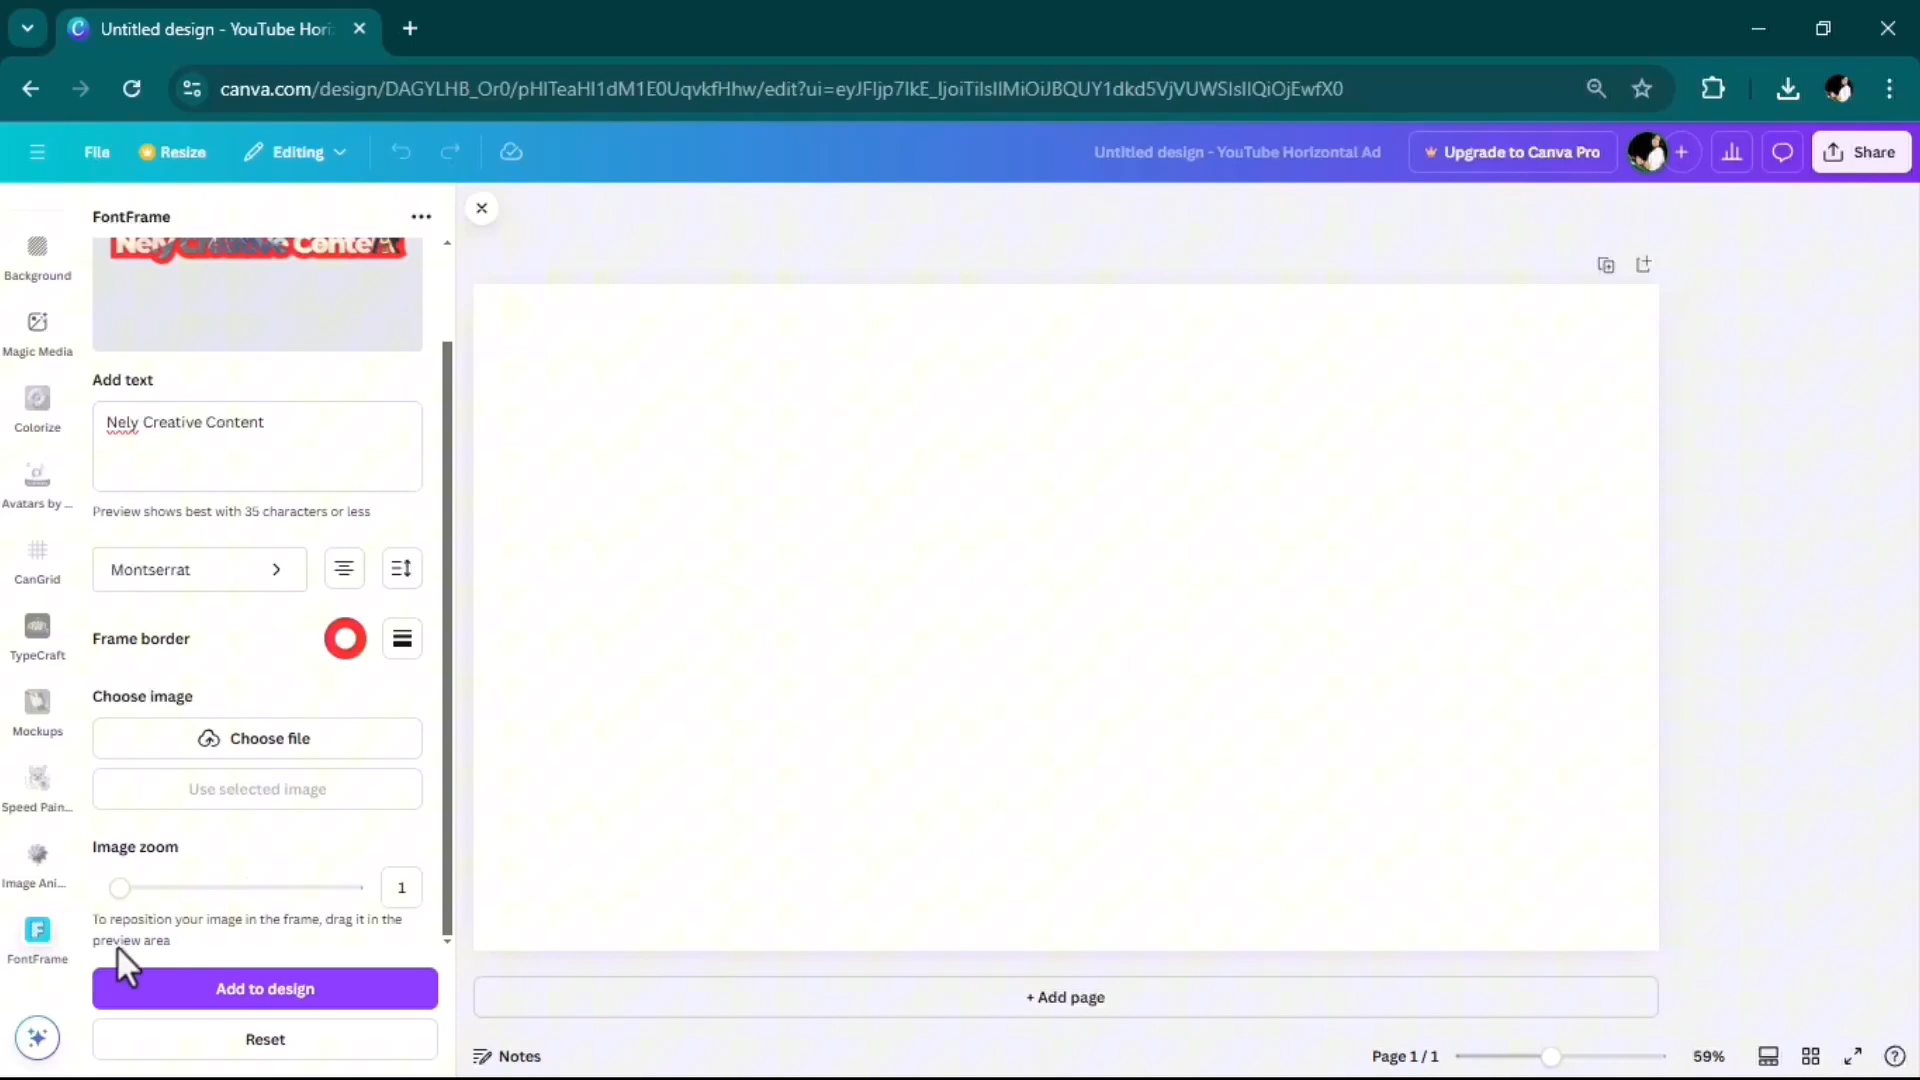 Untitled design - YouTube Hori
canva.com/design/DAGYLHB_Or0/pHITeaHI1dM1E0UqvkfHhw/edit?ui=eyJFIjp7IkE_IjoiTiIsIlMiOiJBQUY1dkd5VjVUWSIsIlQiOjEwfX0
File
Resize
Editing
Untitled design - YouTube Horizontal Ad
Upgrade to Canva Pro
Share
FontFrame
Background
Magic Media
Colorize
Avatars by ...
CanGrid
TypeCraft
Mockups
Speed Pain...
Image Ani...
FontFrame
Add text
Nely Creative Content
Preview shows best with 35 characters or less
Montserrat
Frame border
Choose image
Choose file
Use selected image
Image zoom
1
To reposition your image in the frame, drag it in the
preview area
Add to design
Reset
+ Add page
Notes
Page 1 / 1
59%